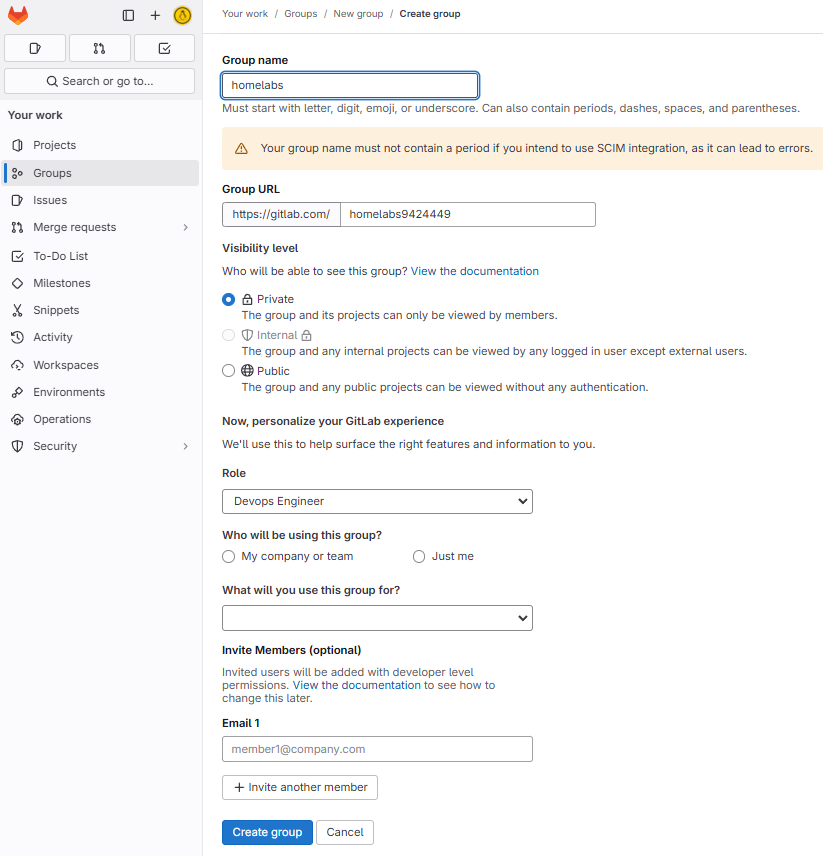 Your work / Groups / New group / Create group
Search or go to...
Your work
Projects
Groups
Issues
Merge requests
To-Do List
Milestones
Snippets
Activity
Workspaces
Environments
Operations
Security
Group name
homelabs
Must start with letter, digit, emoji, or underscore. Can also contain periods, dashes, spaces, and parentheses.
Your group name must not contain a period if you intend to use SCIM integration, as it can lead to errors.
Group URL
https://gitlab.com/ homelabs9424449
Visibility level
Who will be able to see this group? View the documentation
Private
The group and its projects can only be viewed by members.
Internal
The group and any internal projects can be viewed by any logged in user except external users.
Public
The group and any public projects can be viewed without any authentication.
Now, personalize your GitLab experience
We'll use this to help surface the right features and information to you.
Role
Devops Engineer
Who will be using this group?
My company or team Just me
What will you use this group for?
Invite Members (optional)
Invited users will be added with developer level
permissions. View the documentation to see how to
change this later.
Email 1
member1@company.com
Invite another member
Create group Cancel